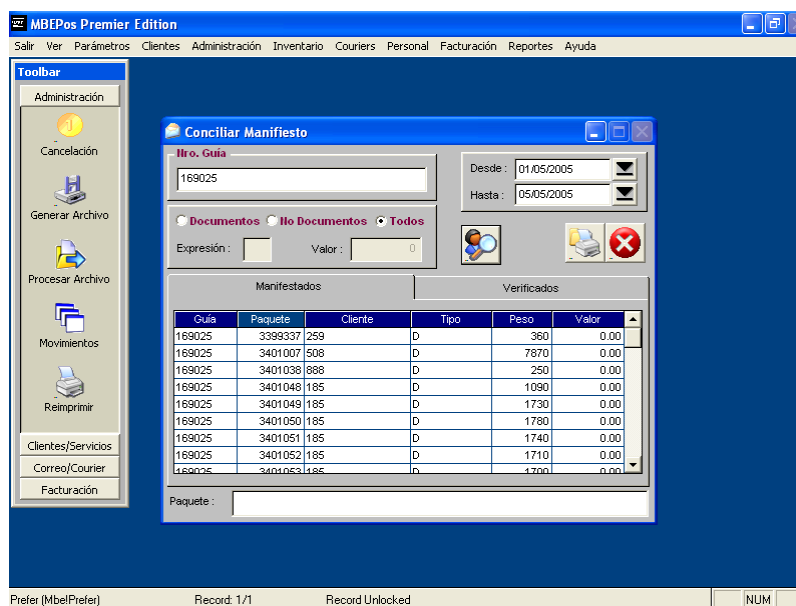 MBEPos Premier Edition
Salir Ver Parámetros Clientes Administración Inventario Couriers Personal Facturación Reportes Ayuda
Toolbar
Administración
Cancelación
Generar Archivo
Procesar Archivo
Movimientos
Reimprimir
Clientes/Servicios
Correo/Courier
Facturación
Conciliar Manifiesto
Nro. Guía
169025
Desde : 01/05/2005
Hasta : 05/05/2005
Documentos No Documentos Todos
Expresión : Valor : 0
Manifestados Verificados
Guía Paquete Cliente Tipo Peso Valor
169025 3399337 259 D 360 0.00
169025 3401007 508 D 7870 0.00
169025 3401038 888 D 250 0.00
169025 3401048 185 D 1090 0.00
169025 3401049 185 D 1730 0.00
169025 3401050 185 D 1780 0.00
169025 3401051 185 D 1740 0.00
169025 3401052 185 D 1710 0.00
169025 3401053 185 D 1700 0.00
Paquete :
Prefer (Mbe!Prefer) Record: 1/1 Record Unlocked NUM